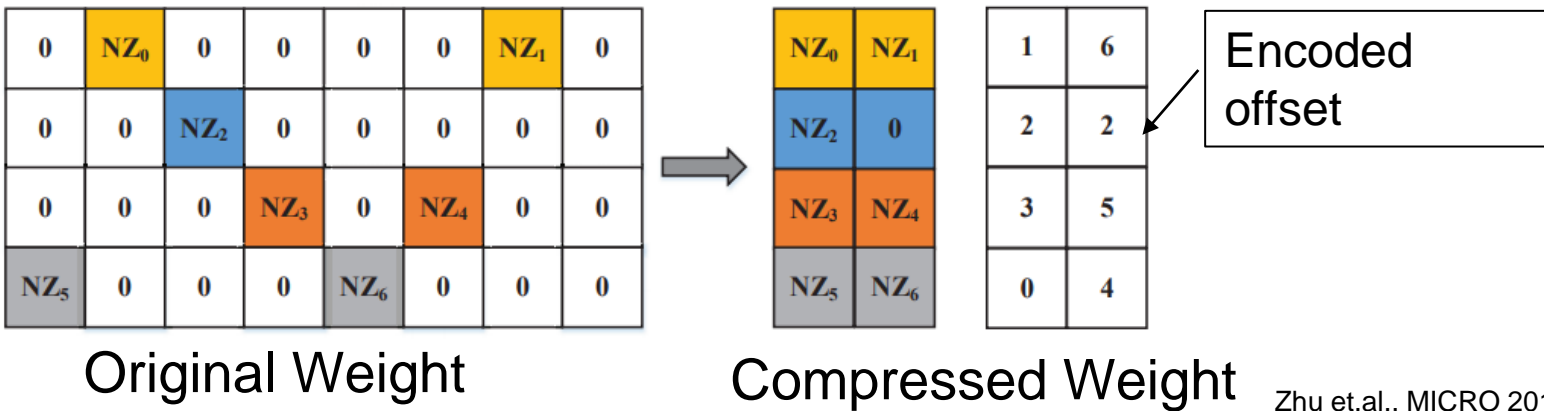 0 NZ₀ 0 0 0 0 NZ₁ 0
0 0 NZ₂ 0 0 0 0 0
0 0 0 NZ₃ 0 NZ₄ 0 0
NZ₅ 0 0 0 NZ₆ 0 0 0
NZ₀ NZ₁
NZ₂ 0
NZ₃ NZ₄
NZ₅ NZ₆
1 6
2 2
3 5
0 4
Encoded
offset
Original Weight
Compressed Weight
Zhu et.al., MICRO